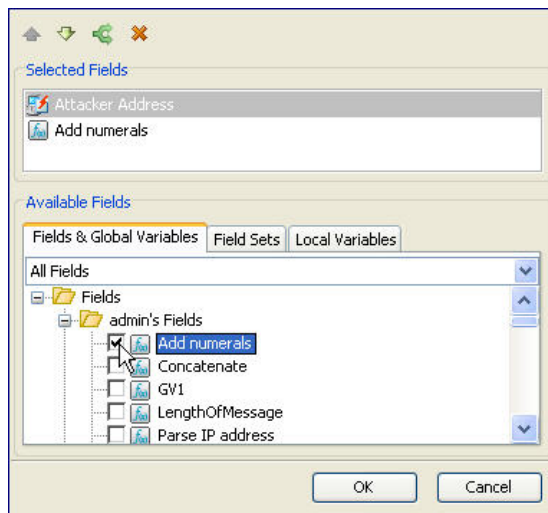 Selected Fields
Attacker Address
Add numerals
Available Fields
Fields & Global Variables
Field Sets
Local Variables
All Fields
Fields
admin's Fields
Add numerals
Concatenate
GV1
LengthOfMessage
Parse IP address
OK
Cancel